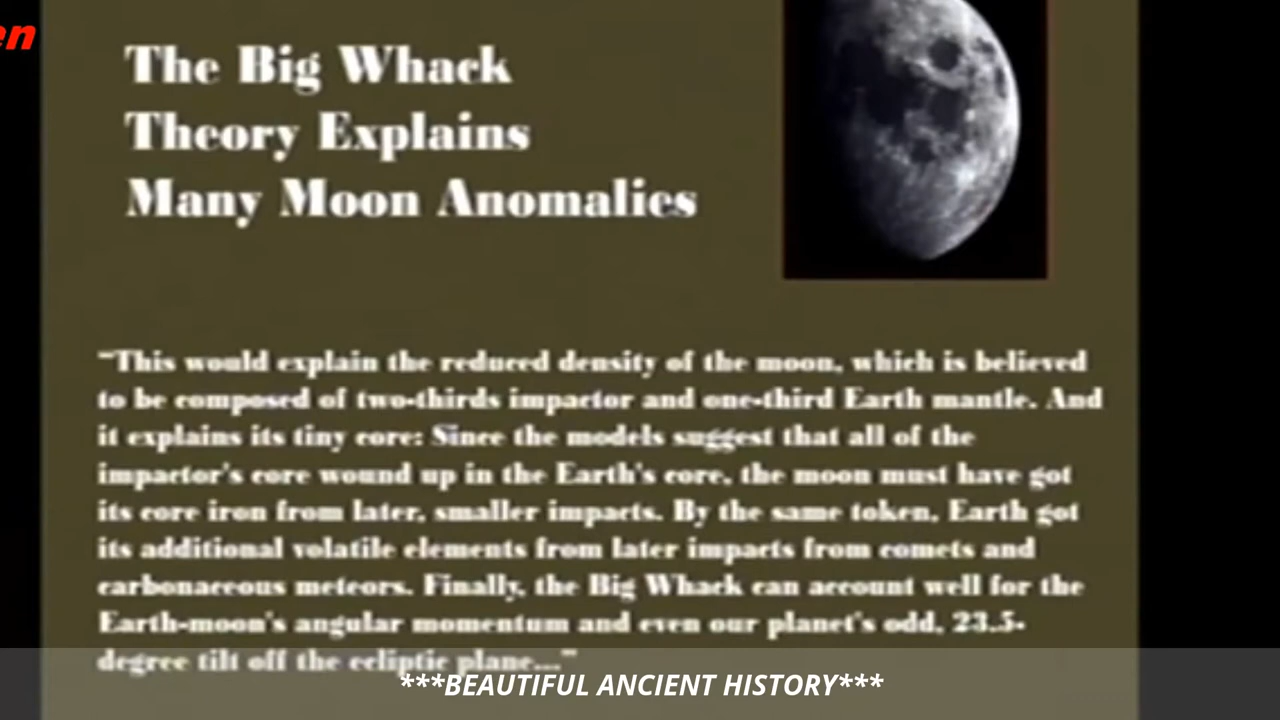 en
The Big Whack
Theory Explains
Many Moon Anomalies
"This would explain the reduced density of the moon, which is believed
to be composed of two-thirds impactor and one-third Earth mantle. And
it explains its tiny core: Since the models suggest that all of the
impactor's core wound up in the Earth's core, the moon must have got
its core iron from later, smaller impacts. By the same token, Earth got
its additional volatile elements from later impacts from comets and
carbonaceous meteors. Finally, the Big Whack can account well for the
Earth-moon's angular momentum and even our planet's odd, 23.5-
degree tilt off the ecliptic plane..."
***BEAUTIFUL ANCIENT HISTORY***